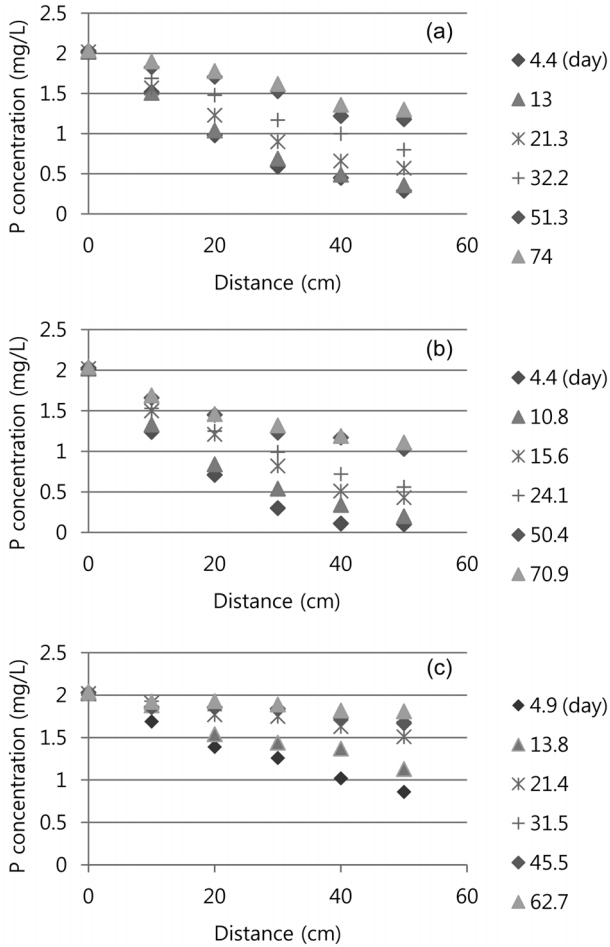 (a)
P concentration (mg/L)
2.5
2
1.5
1
0.5
0
0 20 40 60
Distance (cm)
4.4 (day)
13
21.3
32.2
51.3
74
(b)
P concentration (mg/L)
2.5
2
1.5
1
0.5
0
0 20 40 60
Distance (cm)
4.4 (day)
10.8
15.6
24.1
50.4
70.9
(c)
P concentration (mg/L)
2.5
2
1.5
1
0.5
0
0 20 40 60
Distance (cm)
4.9 (day)
13.8
21.4
31.5
45.5
62.7